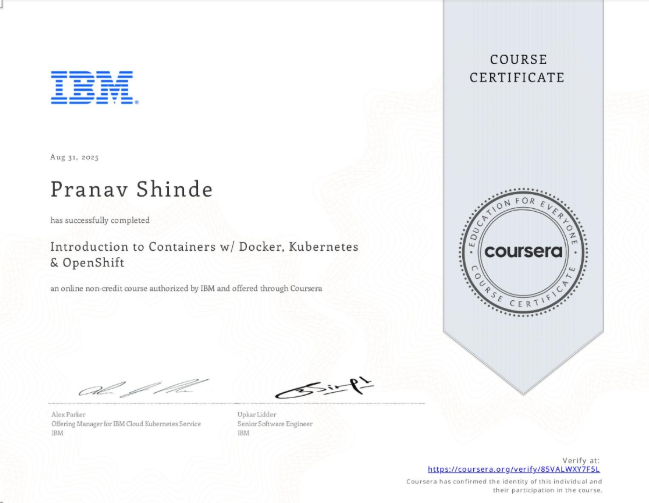 IBM
COURSE
CERTIFICATE
Aug 31, 2023
Pranav Shinde
has successfully completed
Introduction to Containers w/ Docker, Kubernetes
& OpenShift
an online non-credit course authorized by IBM and offered through Coursera
EDUCATION FOR EVERYONE
coursera
COURSE CERTIFICATE
Alex Parker
Offering Manager for IBM Cloud Kubernetes Service
IBM
Upkar Lidder
Senior Software Engineer
IBM
Verify at:
https://coursera.org/verify/85VALWXY7F5L
Coursera has confirmed the identity of this individual and
their participation in the course.